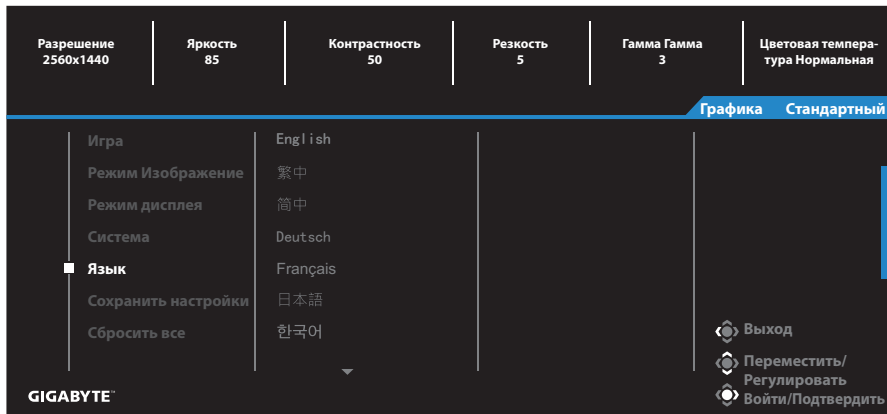 Разрешение
2560x1440
Яркость
85
Контрастность
50
Резкость
5
Гамма Гамма
3
Цветовая темпера-
тура Нормальная
Графика Стандартный
Игра
Режим Изображение
Режим дисплея
Система
Язык
Сохранить настройки
Сбросить все
English
繁中
简中
Deutsch
Français
日本語
한국어
Выход
Переместить/
Регулировать
Войти/Подтвердить
GIGABYTE™